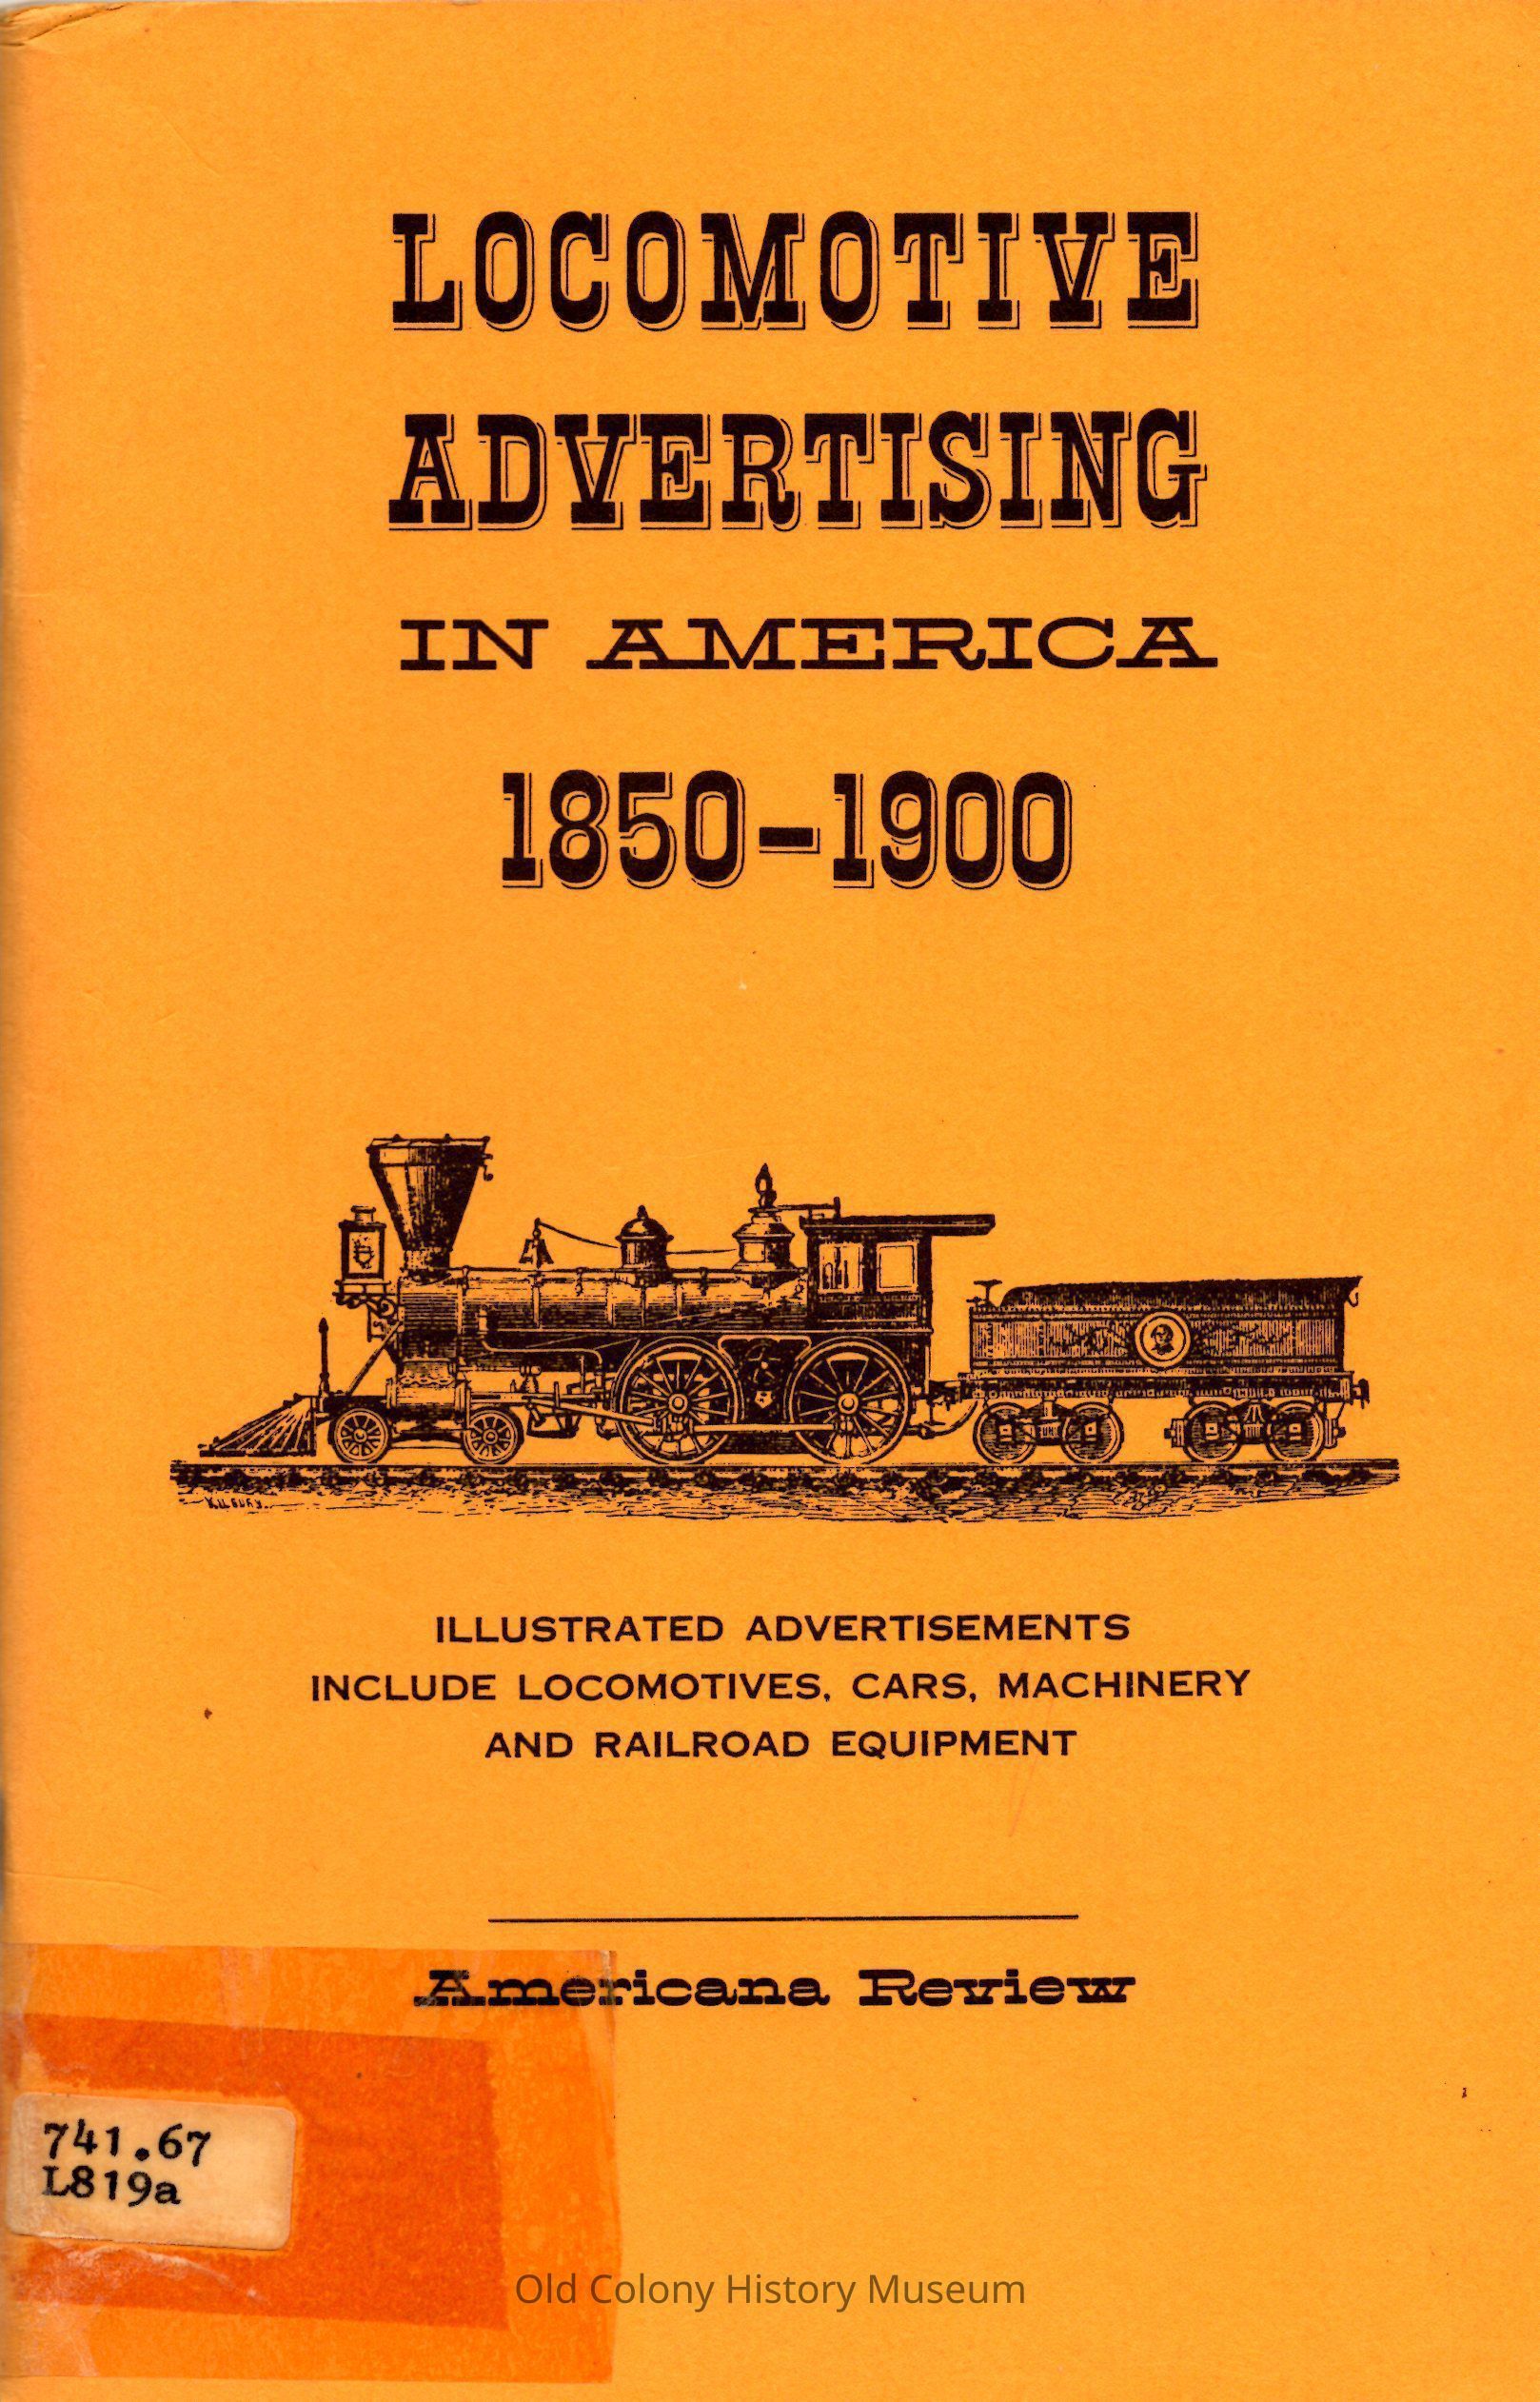 LOCOMOTIVE
ADVERTISING
IN AMERICA
1850-1900
KILBURN.
ILLUSTRATED ADVERTISEMENTS
INCLUDE LOCOMOTIVES, CARS, MACHINERY
AND RAILROAD EQUIPMENT
Americana Review
741.67
L819a
Old Colony History Museum